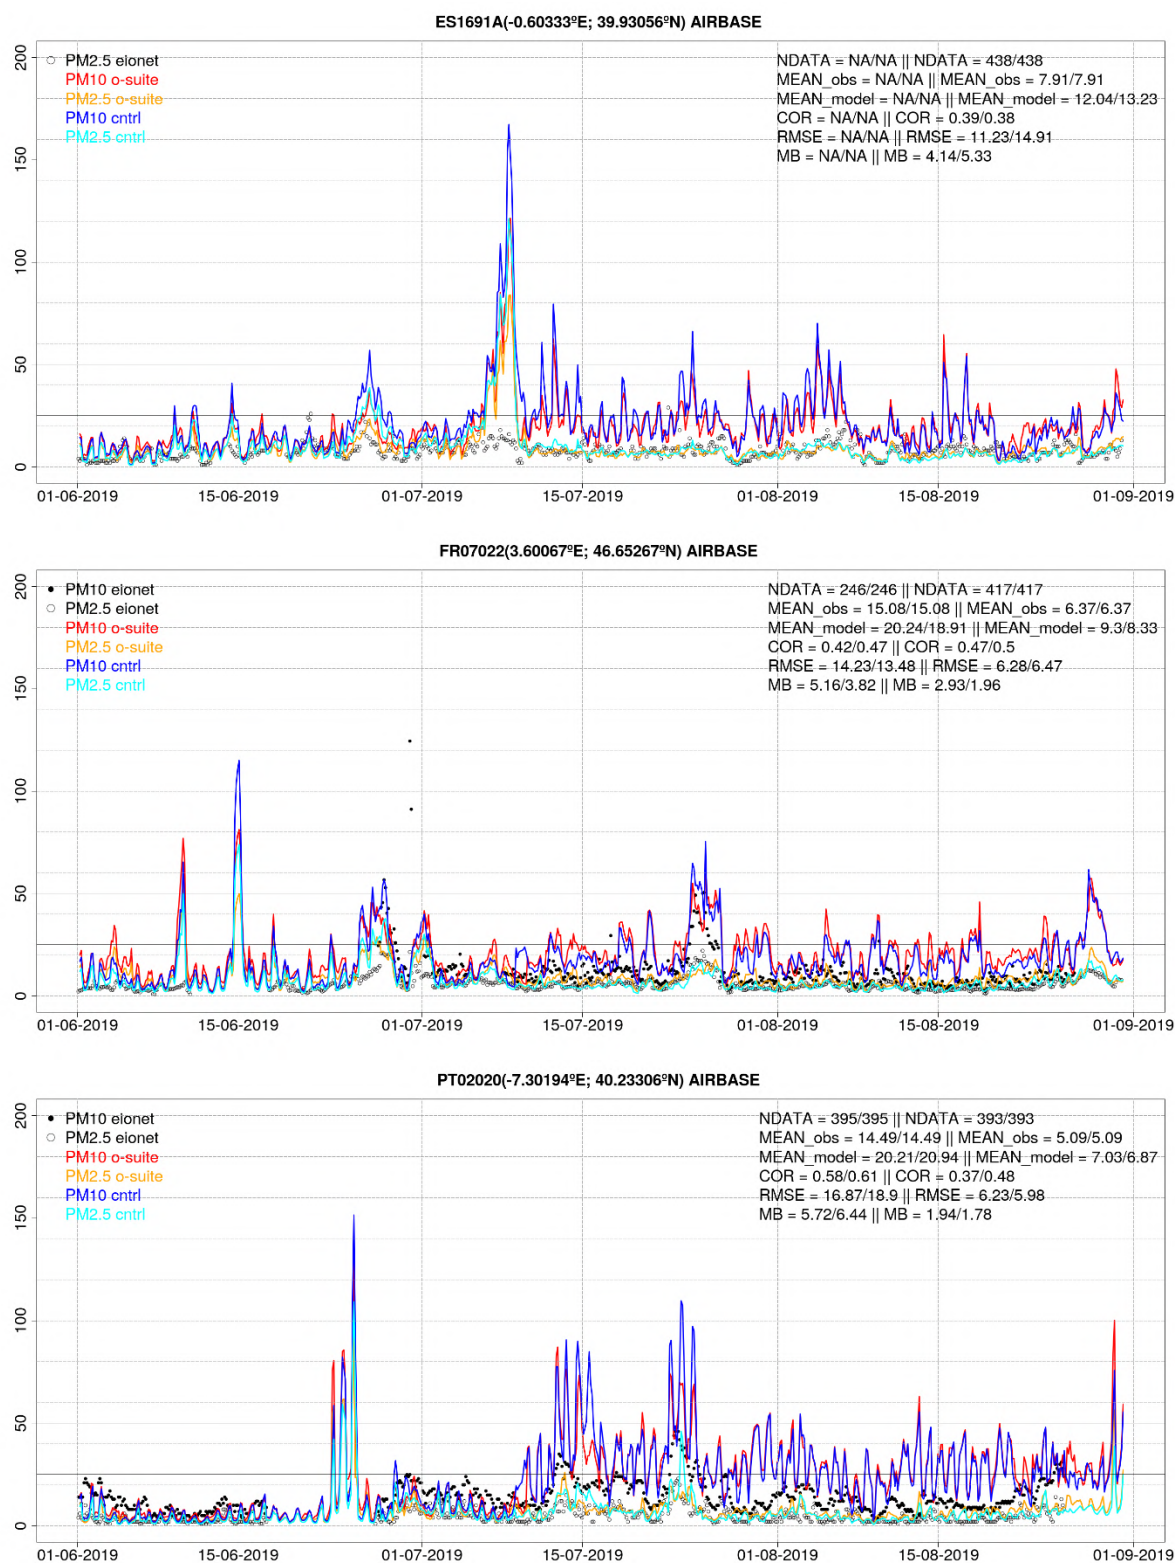 ES1691A(-0.60333ºE; 39.93056ºN) AIRBASE
PM2.5 eionet
PM10 o-suite
PM2.5 o-suite
PM10 cntrl
PM2.5 cntrl
NDATA = NA/NA || NDATA = 438/438
MEAN_obs = NA/NA || MEAN_obs = 7.91/7.91
MEAN_model = NA/NA || MEAN_model = 12.04/13.23
COR = NA/NA || COR = 0.39/0.38
RMSE = NA/NA || RMSE = 11.23/14.91
MB = NA/NA || MB = 4.14/5.33
200
150
100
50
0
01-06-2019 15-06-2019 01-07-2019 15-07-2019 01-08-2019 15-08-2019 01-09-2019
FR07022(3.60067ºE; 46.65267ºN) AIRBASE
PM10 eionet
PM2.5 eionet
PM10 o-suite
PM2.5 o-suite
PM10 cntrl
PM2.5 cntrl
NDATA = 246/246 || NDATA = 417/417
MEAN_obs = 15.08/15.08 || MEAN_obs = 6.37/6.37
MEAN_model = 20.24/18.91 || MEAN_model = 9.3/8.33
COR = 0.42/0.47 || COR = 0.47/0.5
RMSE = 14.23/13.48 || RMSE = 6.28/6.47
MB = 5.16/3.82 || MB = 2.93/1.96
200
150
100
50
0
01-06-2019 15-06-2019 01-07-2019 15-07-2019 01-08-2019 15-08-2019 01-09-2019
PT02020(-7.30194ºE; 40.23306ºN) AIRBASE
PM10 eionet
PM2.5 eionet
PM10 o-suite
PM2.5 o-suite
PM10 cntrl
PM2.5 cntrl
NDATA = 395/395 || NDATA = 393/393
MEAN_obs = 14.49/14.49 || MEAN_obs = 5.09/5.09
MEAN_model = 20.21/20.94 || MEAN_model = 7.03/6.87
COR = 0.58/0.61 || COR = 0.37/0.48
RMSE = 16.87/18.9 || RMSE = 6.23/5.98
MB = 5.72/6.44 || MB = 1.94/1.78
200
150
100
50
0
01-06-2019 15-06-2019 01-07-2019 15-07-2019 01-08-2019 15-08-2019 01-09-2019